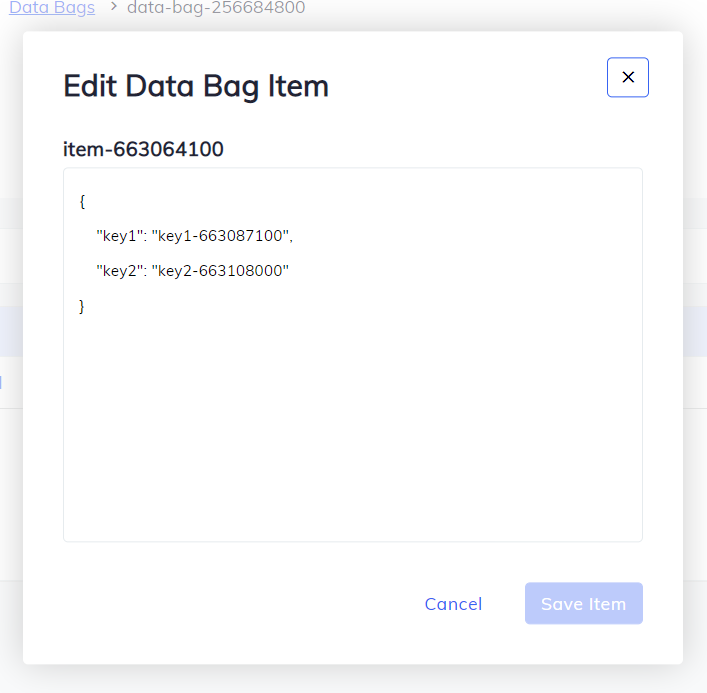 Data Bags > data-bag-256684800
Edit Data Bag Item
item-663064100
{
"key1": "key1-663087100",
"key2": "key2-663108000"
}
Cancel Save Item